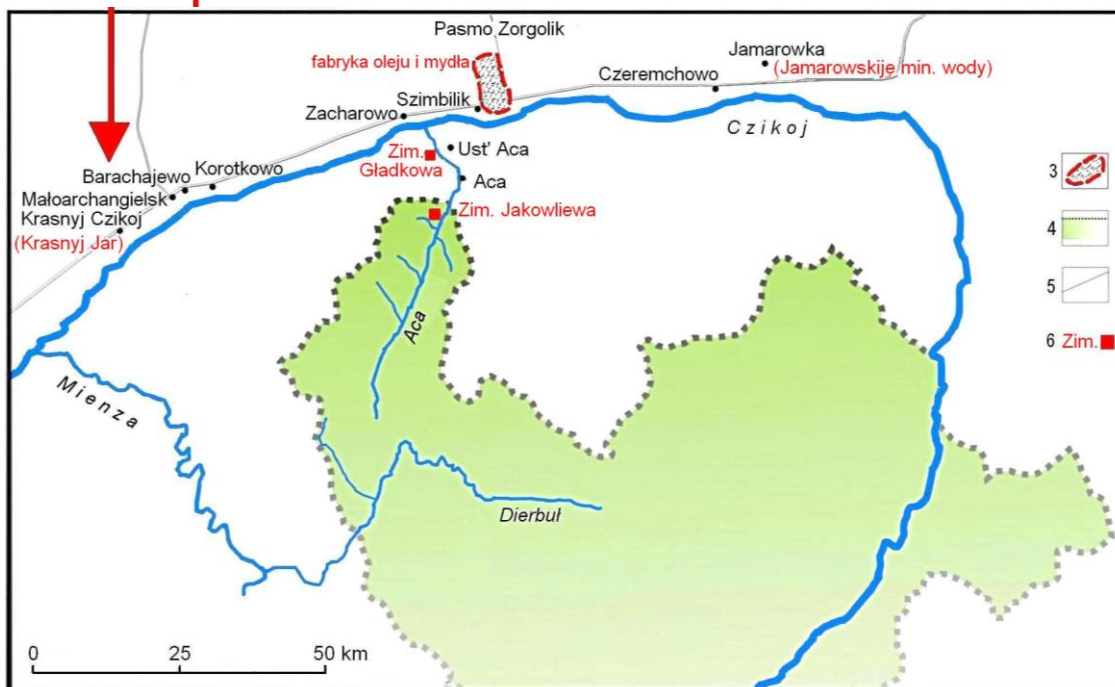 Pasmo Zorgolik
fabryka oleju i mydła
Jamarowka
(Jamarowskije min. wody)
Czeremchowo
Szimbilik
Zacharowo
Czikoj
Ust' Aca
Zim.
Gładkowa
Aca
Barachajewo
Korotkowo
Małoarchangielsk
Krasnyj Czikoj
(Krasnyj Jar)
Zim. Jakowliewa
Aca
Mienza
Dierbuł
3
4
5
6 Zim.
0 25 50 km